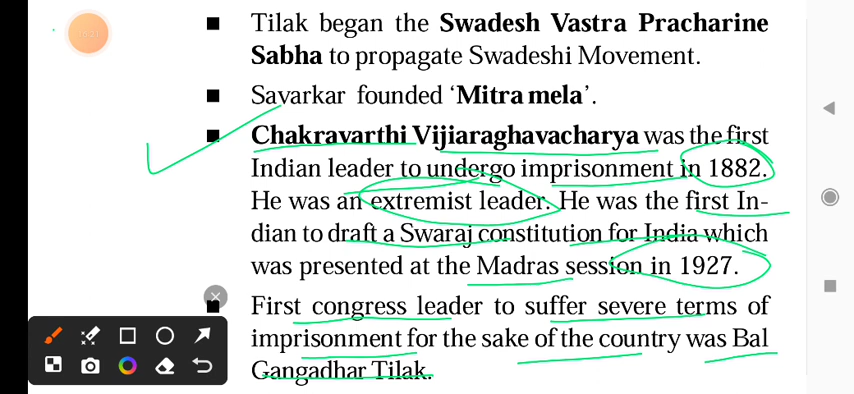 ■ Tilak began the Swadesh Vastra Pracharine
Sabha to propagate Swadeshi Movement.
■ Savarkar founded ‘Mitra mela’.
■ Chakravarthi Vijiaraghavacharya was the first
Indian leader to undergo imprisonment in 1882.
He was an extremist leader. He was the first In-
dian to draft a Swaraj constitution for India which
was presented at the Madras session in 1927.
■ First congress leader to suffer severe terms of
imprisonment for the sake of the country was Bal
Gangadhar Tilak.